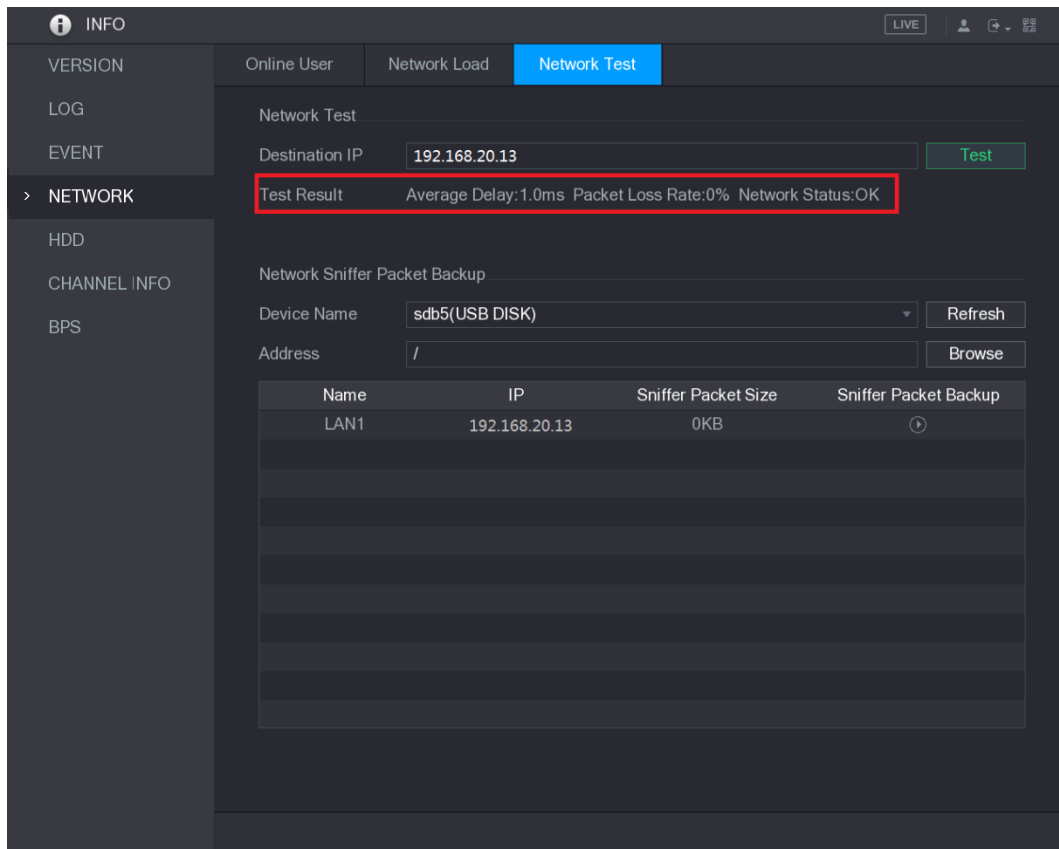 INFO
LIVE
VERSION
LOG
EVENT
> NETWORK
HDD
CHANNEL INFO
BPS
Online User Network Load Network Test
Network Test
Destination IP 192.168.20.13 Test
Test Result Average Delay:1.0ms Packet Loss Rate:0% Network Status:OK
Network Sniffer Packet Backup
Device Name sdb5(USB DISK) Refresh
Address / Browse
Name IP Sniffer Packet Size Sniffer Packet Backup
LAN1 192.168.20.13 0KB